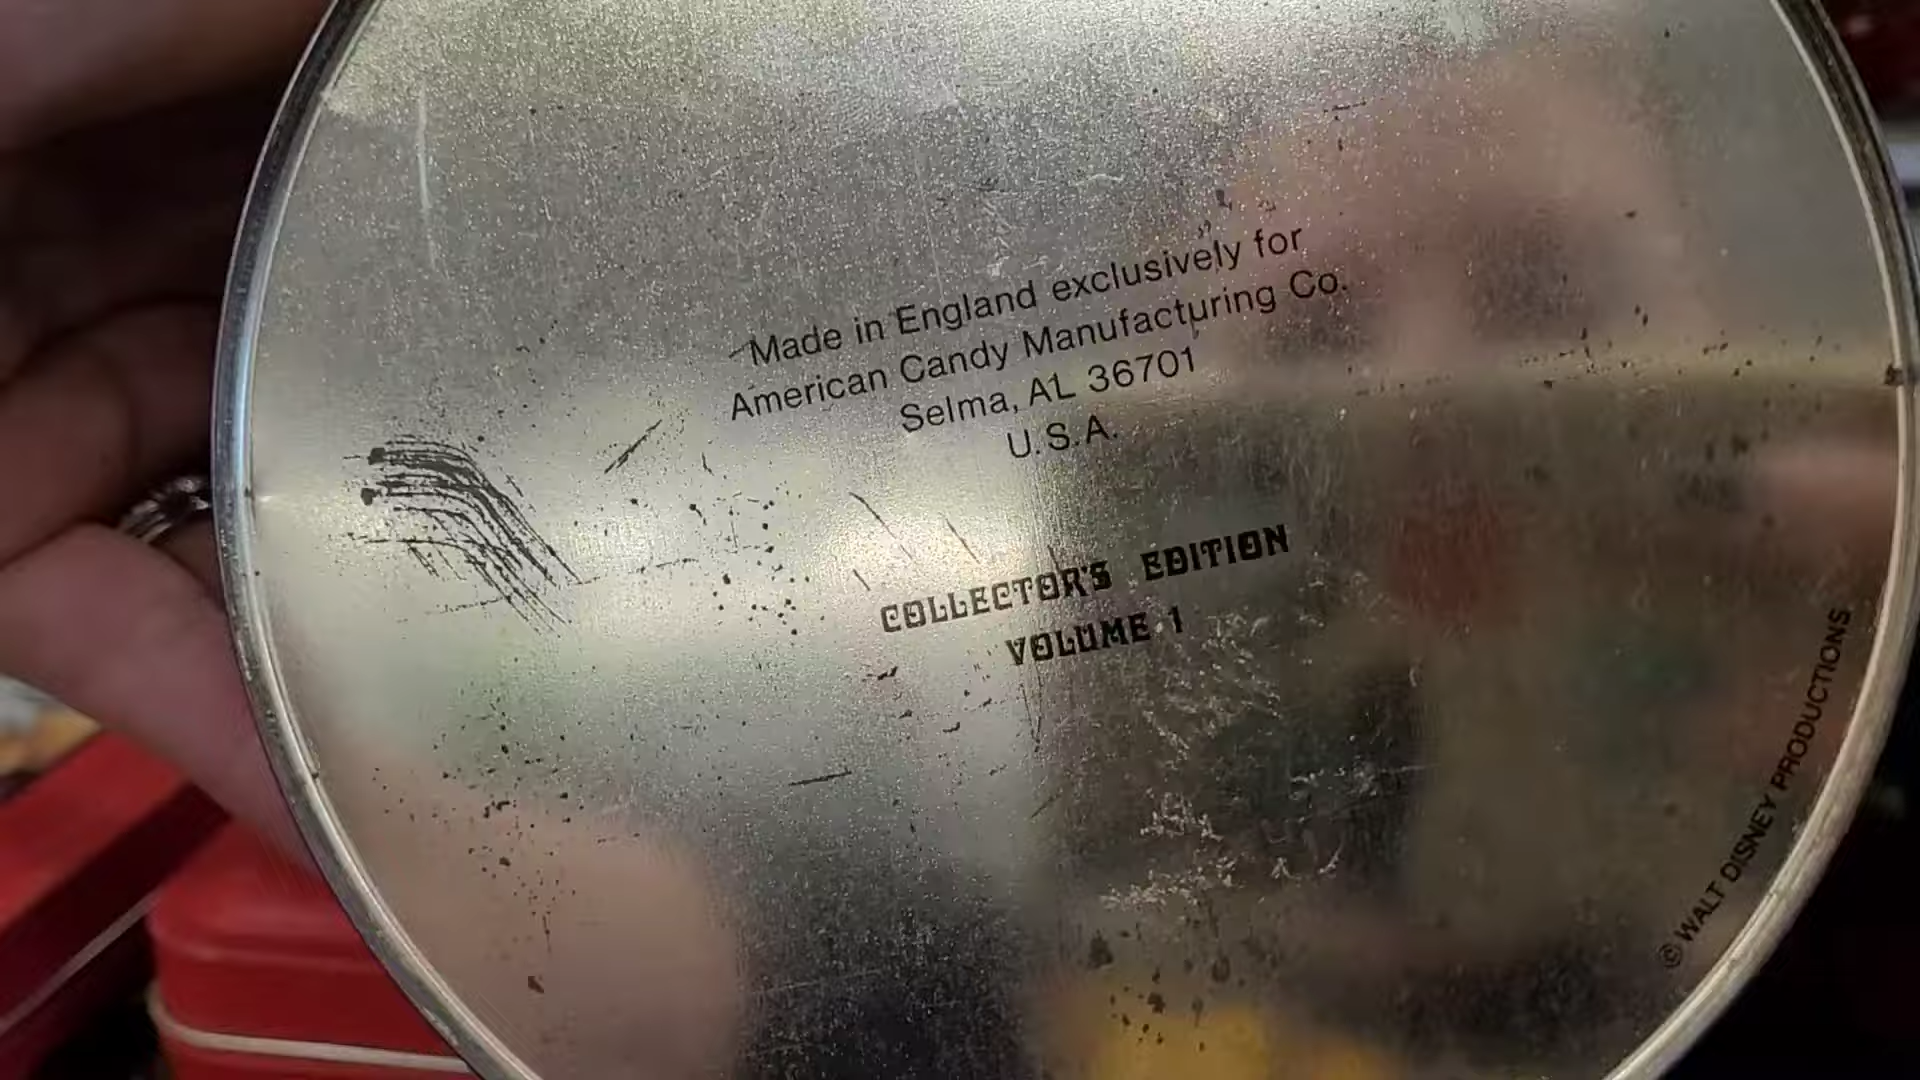 Made in England exclusively for
American Candy Manufacturing Co.
Selma, AL 36701
U.S.A.
COLLECTOR'S EDITION
VOLUME 1
© WALT DISNEY PRODUCTIONS